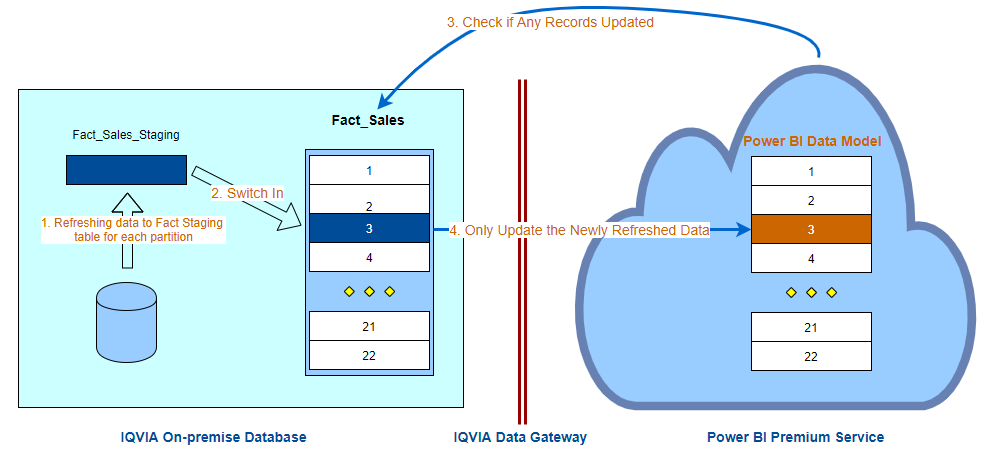 3. Check if Any Records Updated
Fact_Sales_Staging
Fact_Sales
Power BI Data Model
1
2
3
4
21
22
2. Switch In
1. Refreshing data to Fact Staging
table for each partition
4. Only Update the Newly Refreshed Data
1
2
3
4
21
22
IQVIA On-premise Database
IQVIA Data Gateway
Power BI Premium Service